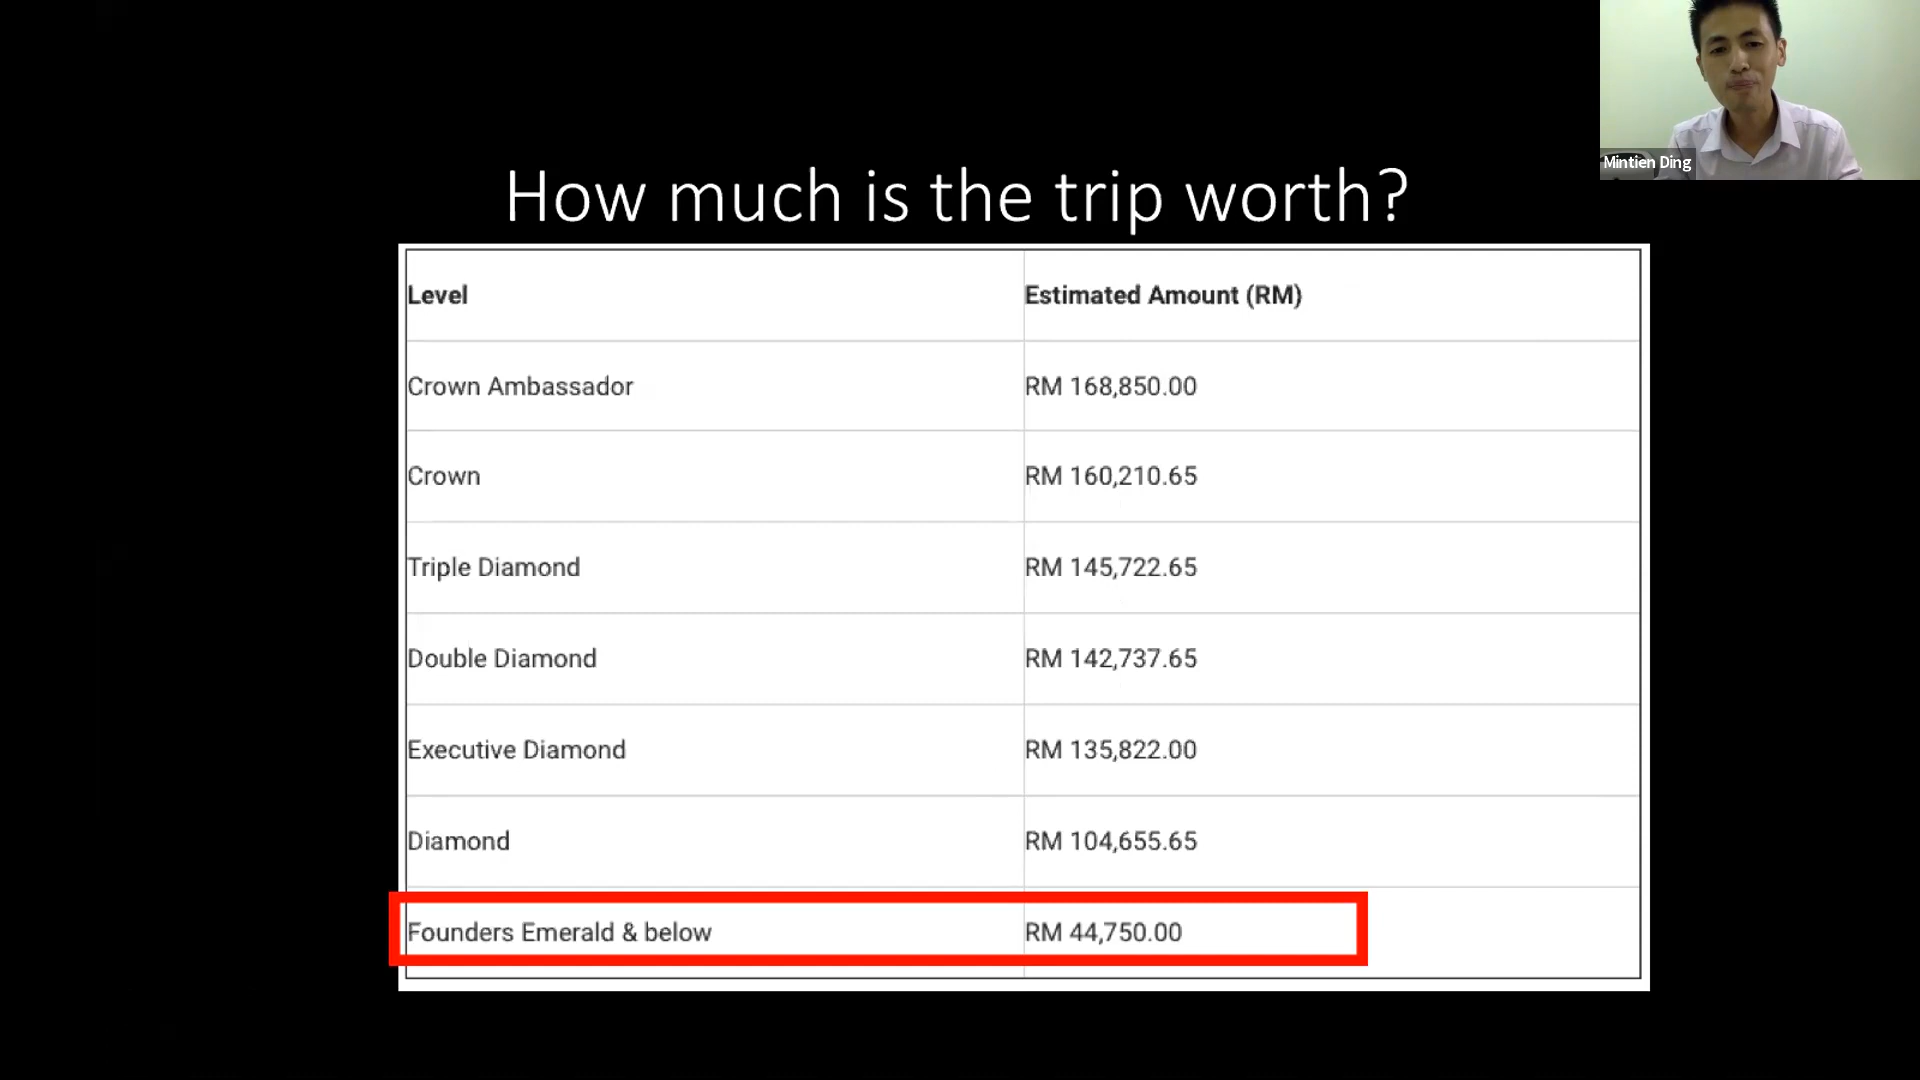 Mintien Ding
How much is the trip worth?
Level Estimated Amount (RM)
Crown Ambassador RM 168,850.00
Crown RM 160,210.65
Triple Diamond RM 145,722.65
Double Diamond RM 142,737.65
Executive Diamond RM 135,822.00
Diamond RM 104,655.65
Founders Emerald & below RM 44,750.00